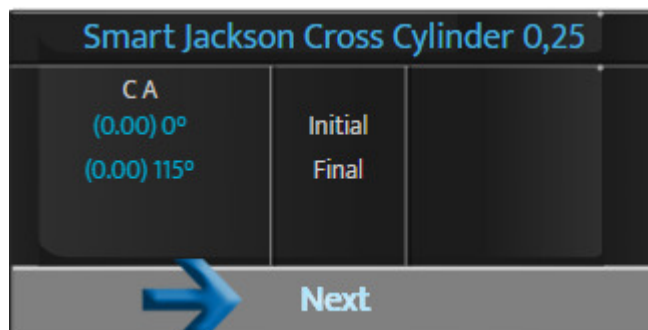 Smart Jackson Cross Cylinder 0,25
C A
(0.00) 0º Initial
(0.00) 115º Final
Next